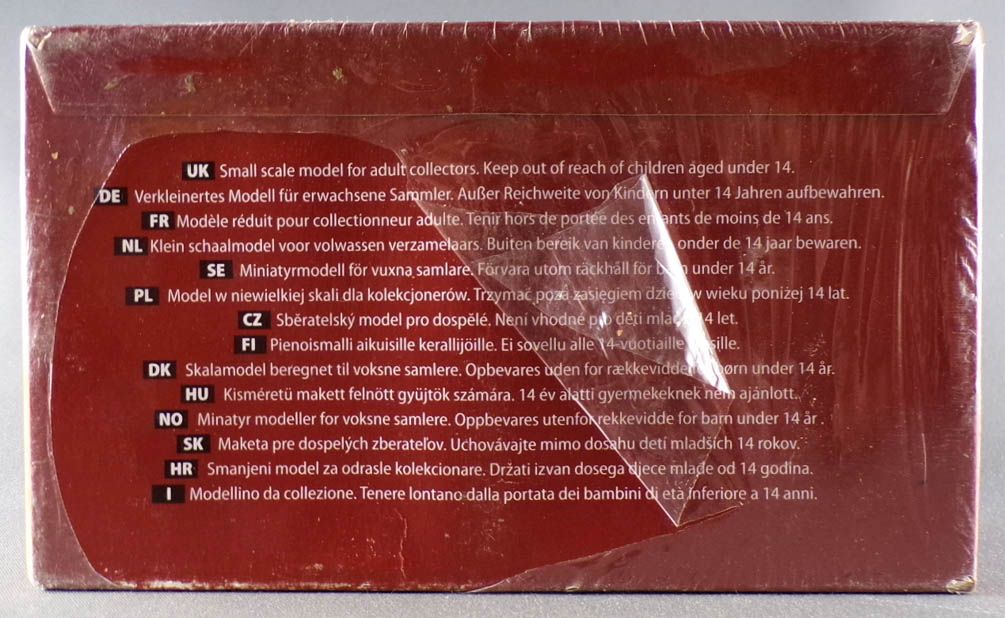 UK Small scale model for adult collectors. Keep out of reach of children aged under 14.
DE Verkleinertes Modell für erwachsene Sammler. Außer Reichweite von Kindern unter 14 Jahren aufbewahren.
FR Modèle réduit pour collectionneur adulte. Tenir hors de portée des enfants de moins de 14 ans.
NL Klein schaalmodel voor volwassen verzamelaars. Buiten bereik van kinderen onder de 14 jaar bewaren.
SE Miniatyrmodell för vuxna samlare. Förvara utom räckhåll för barn under 14 år.
PL Model w niewielkiej skali dla kolekcjonerów. Trzymać poza zasięgiem dzieci w wieku poniżej 14 lat.
CZ Sběratelský model pro dospělé. Není vhodné pro děti mladší 14 let.
FI Pienoismalli aikuisille kerallijöille. Ei sovellu alle 14-vuotiaille
DK Skalamodel beregnet til voksne samlere. Opbevares uden for rækkevidde børn under 14 år.
HU Kisméretü makett felnött gyüjtök számára. 14 év alatti gyermekeknek nem ajánlott.
NO Minatyr modeller for voksne samlere. Oppbevares utenfor rekkevidde for barn under 14 år .
SK Maketa pre dospelých zberateľov. Uchovávajte mimo dosahu detí mladších 14 rokov.
HR Smanjeni model za odrasle kolekcionare. Držati izvan dosega djece mlađe od 14 godina.
I Modellino da collezione. Tenere lontano dalla portata dei bambini di età inferiore a 14 anni.